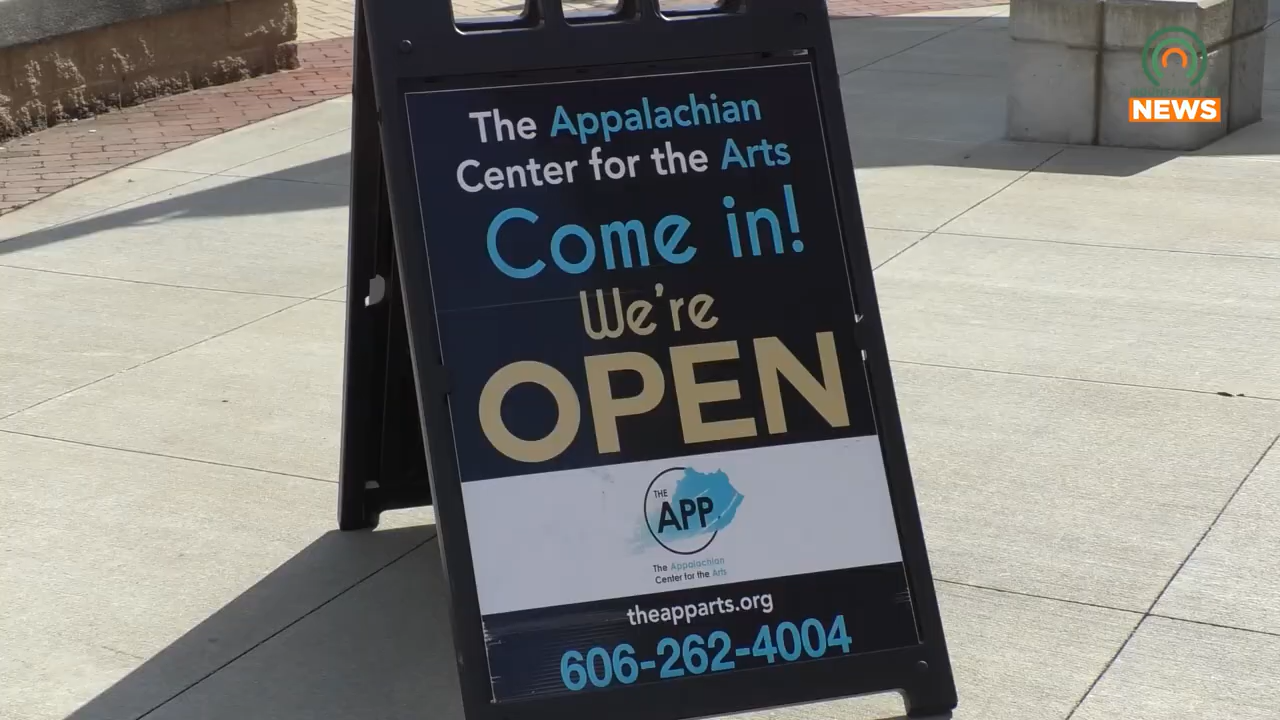 The Appalachian
Center for the Arts
Come in!
We're
OPEN
THE
APP
The Appalachian
Center for the Arts
theapparts.org
606-262-4004
NEWS